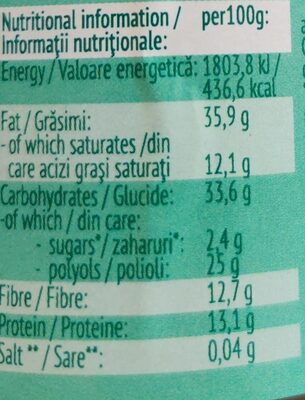 Nutritional information / per100g:
Informații nutriționale:
Energy / Valoare energetică: 1803,8 kJ /
436,6 kcal
Fat / Grăsimi: 35,9 g
- of which saturates /din
care acizi grași saturați 12,1 g
Carbohydrates / Glucide: 33,6 g
-of which / din care:
- sugars*/ zaharuri*: 2,4 g
- polyols / polioli: 25 g
Fibre / Fibre: 12,7 g
Protein / Proteine: 13,1 g
Salt ** / Sare**: 0,04 g